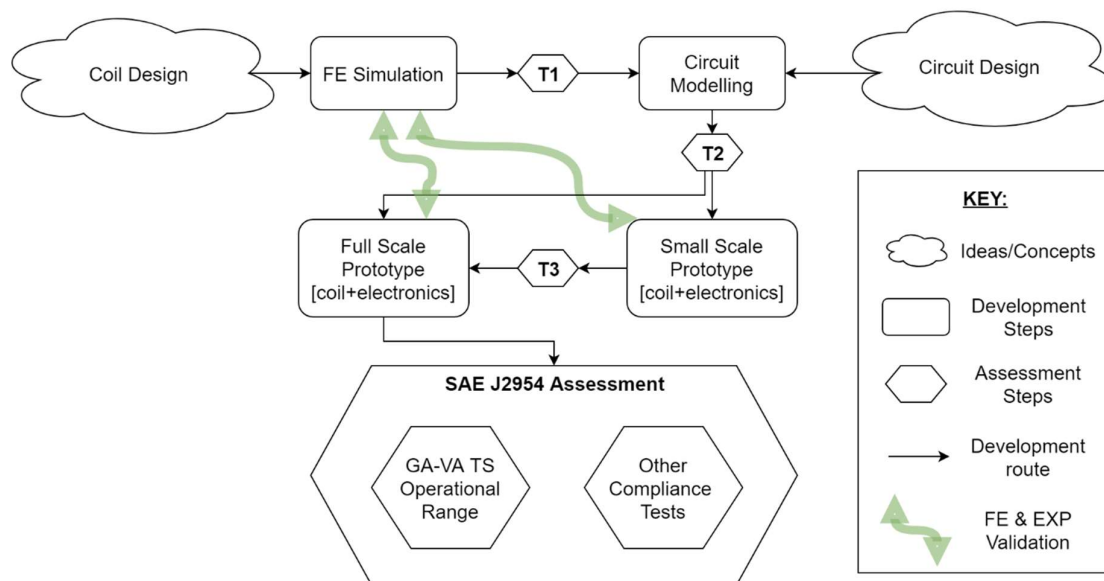 Coil Design
FE Simulation
T1
Circuit
Modelling
Circuit Design
T2
Full Scale
Prototype
[coil+electronics]
T3
Small Scale
Prototype
[coil+electronics]
SAE J2954 Assessment
GA-VA TS
Operational
Range
Other
Compliance
Tests
KEY:
Ideas/Concepts
Development
Steps
Assessment
Steps
Development
route
FE & EXP
Validation